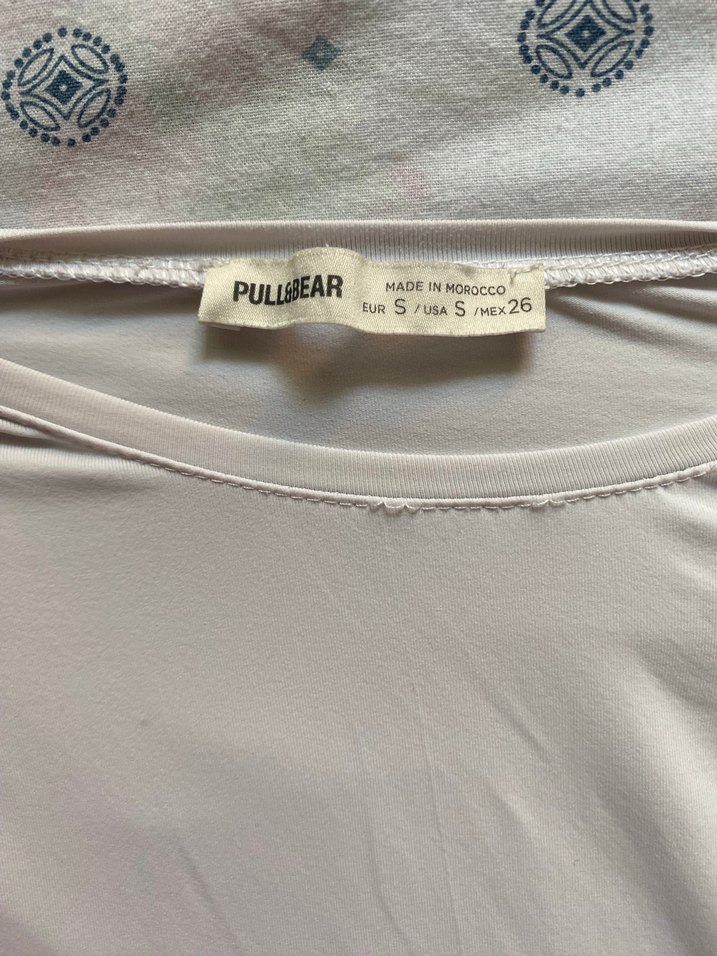 PULL&BEAR
MADE IN MOROCCO
EUR S / USA S / MEX 26